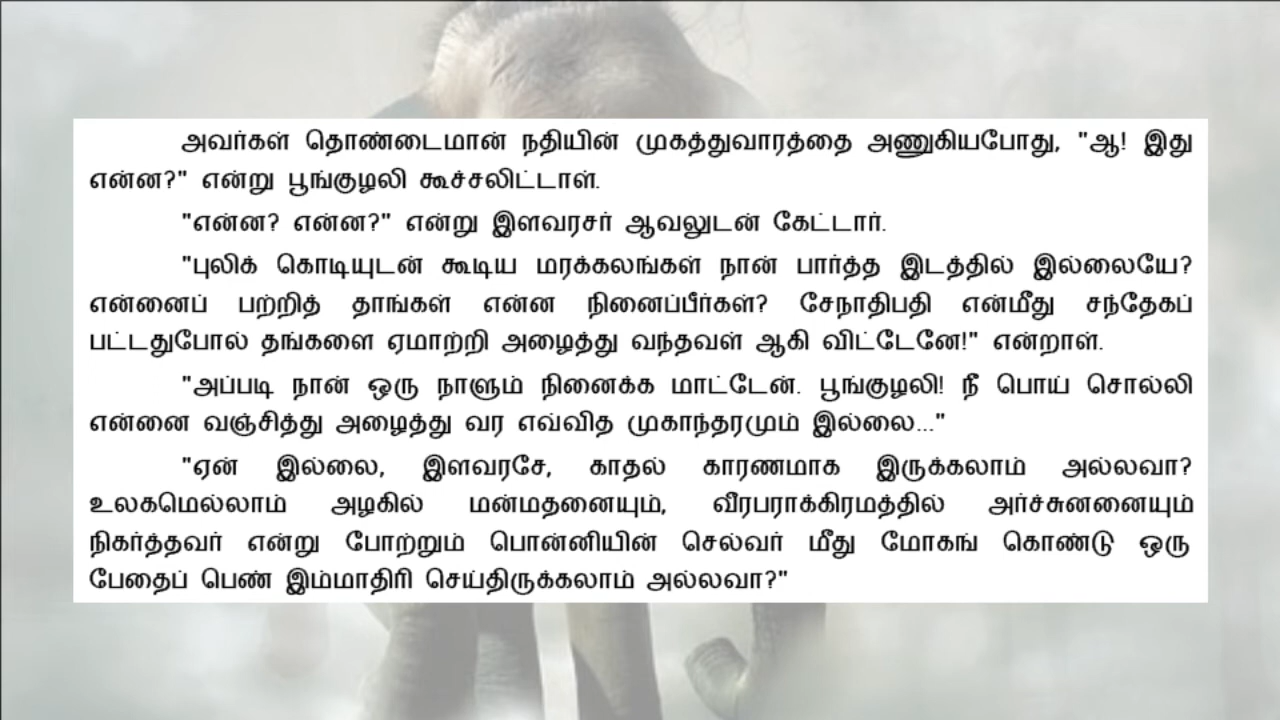 அவர்கள் தொண்டைமான் நதியின் முகத்துவாரத்தை அணுகியபோது, "ஆ! இது
என்ன?" என்று பூங்குழலி கூச்சலிட்டாள்.
"என்ன? என்ன?" என்று இளவரசர் ஆவலுடன் கேட்டார்.
"புலிக் கொடியுடன் கூடிய மரக்கலங்கள் நான் பார்த்த இடத்தில் இல்லையே?
என்னைப் பற்றித் தாங்கள் என்ன நினைப்பீர்கள்? சேநாதிபதி என்மீது சந்தேகப்
பட்டதுபோல் தங்களை ஏமாற்றி அழைத்து வந்தவள் ஆகி விட்டேனே!" என்றாள்.
"அப்படி நான் ஒரு நாளும் நினைக்க மாட்டேன். பூங்குழலி! நீ பொய் சொல்லி
என்னை வஞ்சித்து அழைத்து வர எவ்வித முகாந்தரமும் இல்லை..."
"ஏன் இல்லை, இளவரசே, காதல் காரணமாக இருக்கலாம் அல்லவா?
உலகமெல்லாம் அழகில் மன்மதனையும், வீரபராக்கிரமத்தில் அர்ச்சுனனையும்
நிகர்த்தவர் என்று போற்றும் பொன்னியின் செல்வர் மீது மோகங் கொண்டு ஒரு
பேதைப் பெண் இம்மாதிரி செய்திருக்கலாம் அல்லவா?"